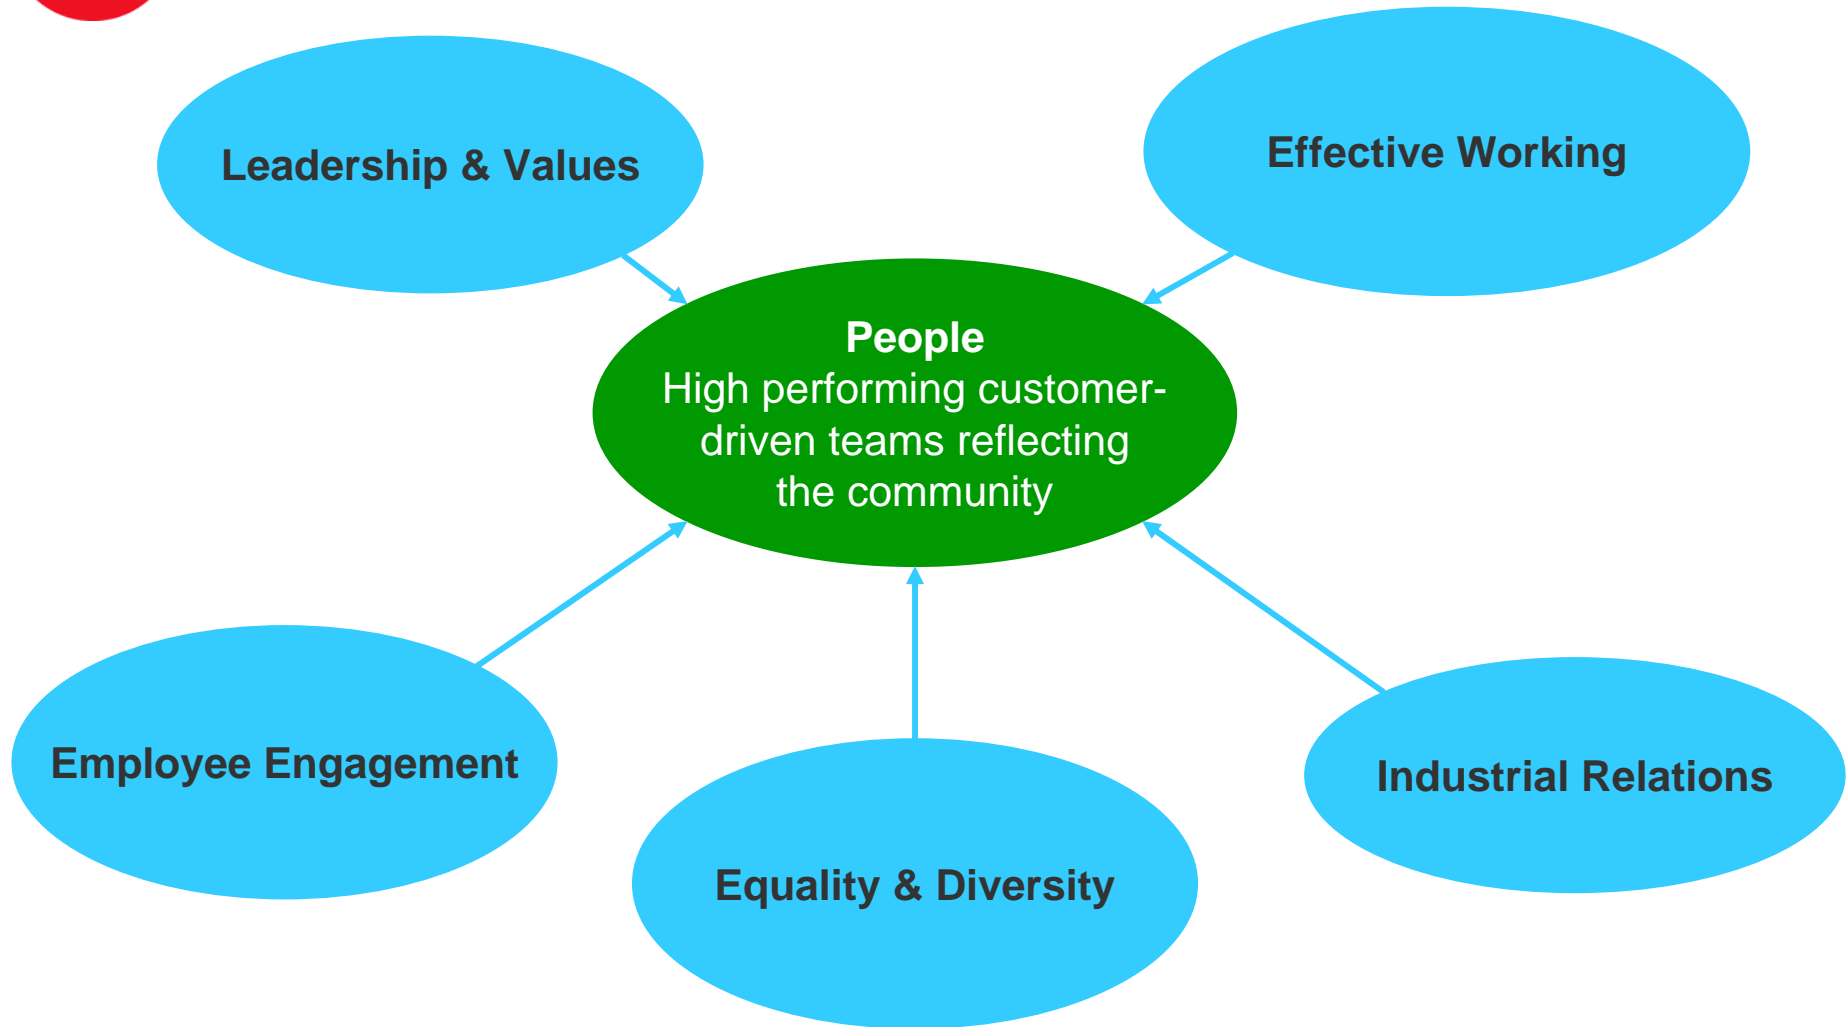 Leadership & Values
Effective Working
People
High performing customer-
driven teams reflecting
the community
Employee Engagement
Industrial Relations
Equality & Diversity